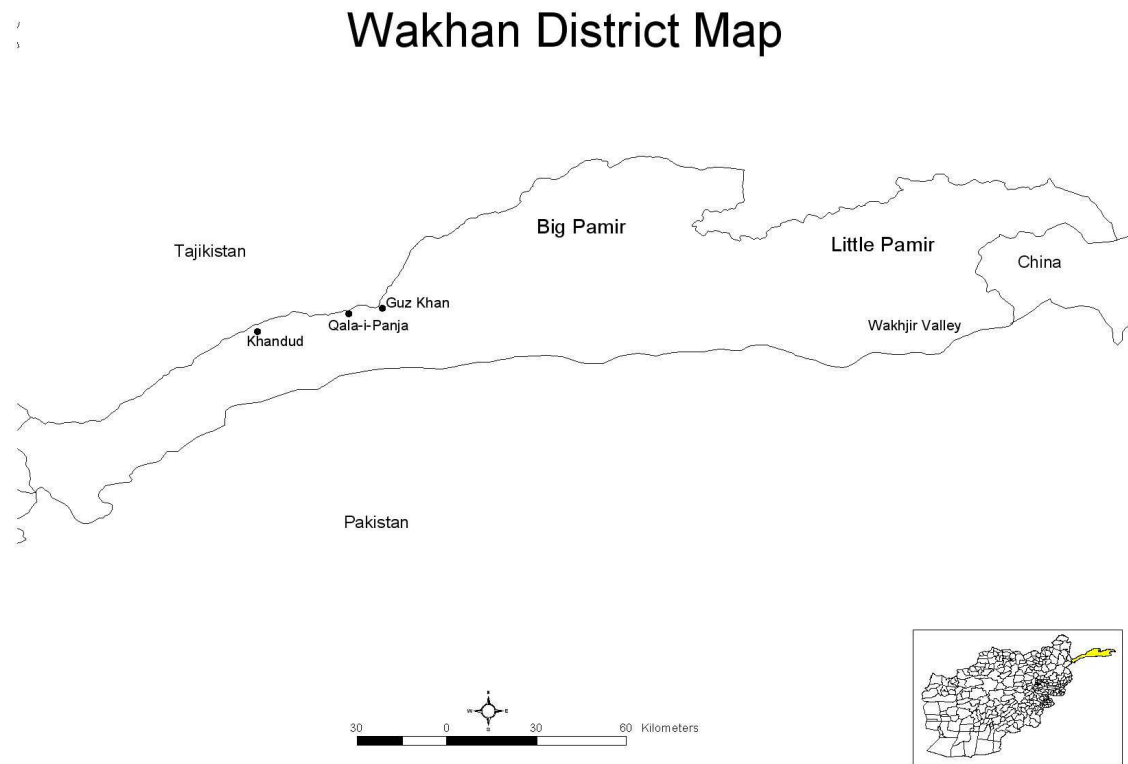 Wakhan District Map
Big Pamir
Little Pamir
Tajikistan
China
Guz Khan
Qala-i-Panja
Wakhjir Valley
Khandud
Pakistan
W E
S
30 0 30 60 Kilometers